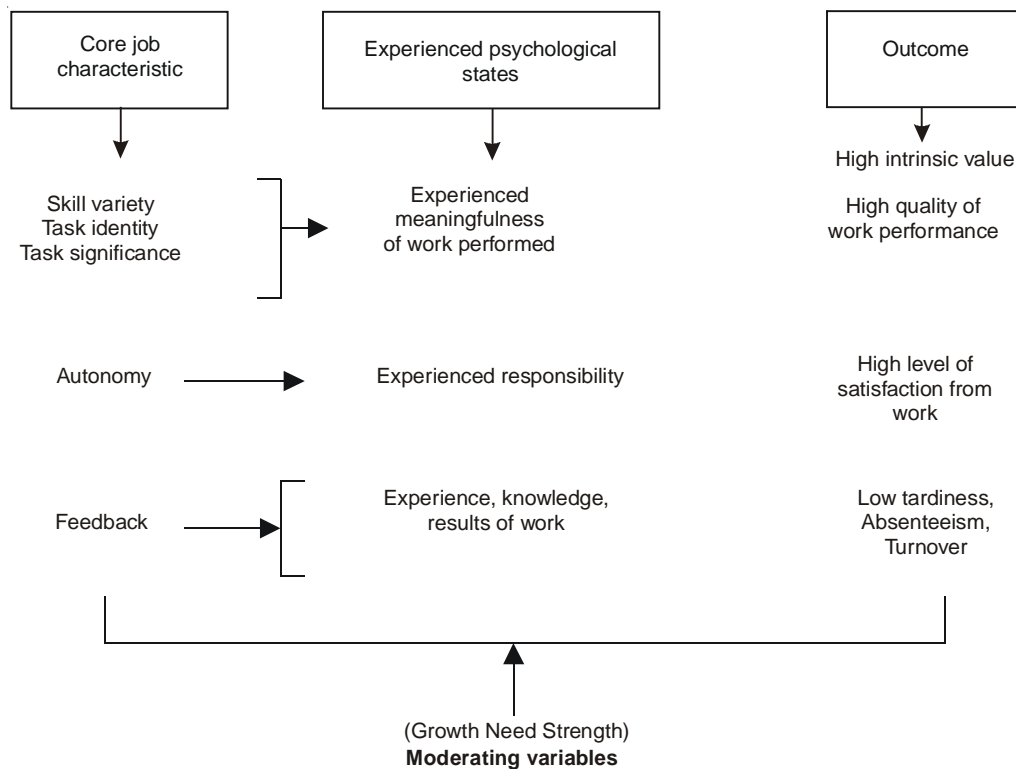 Core job
characteristic
Experienced psychological
states
Outcome
High intrinsic value
Skill variety
Task identity
Task significance
Experienced
meaningfulness
of work performed
High quality of
work performance
Autonomy
Experienced responsibility
High level of
satisfaction from
work
Feedback
Experience, knowledge,
results of work
Low tardiness,
Absenteeism,
Turnover
(Growth Need Strength)
Moderating variables